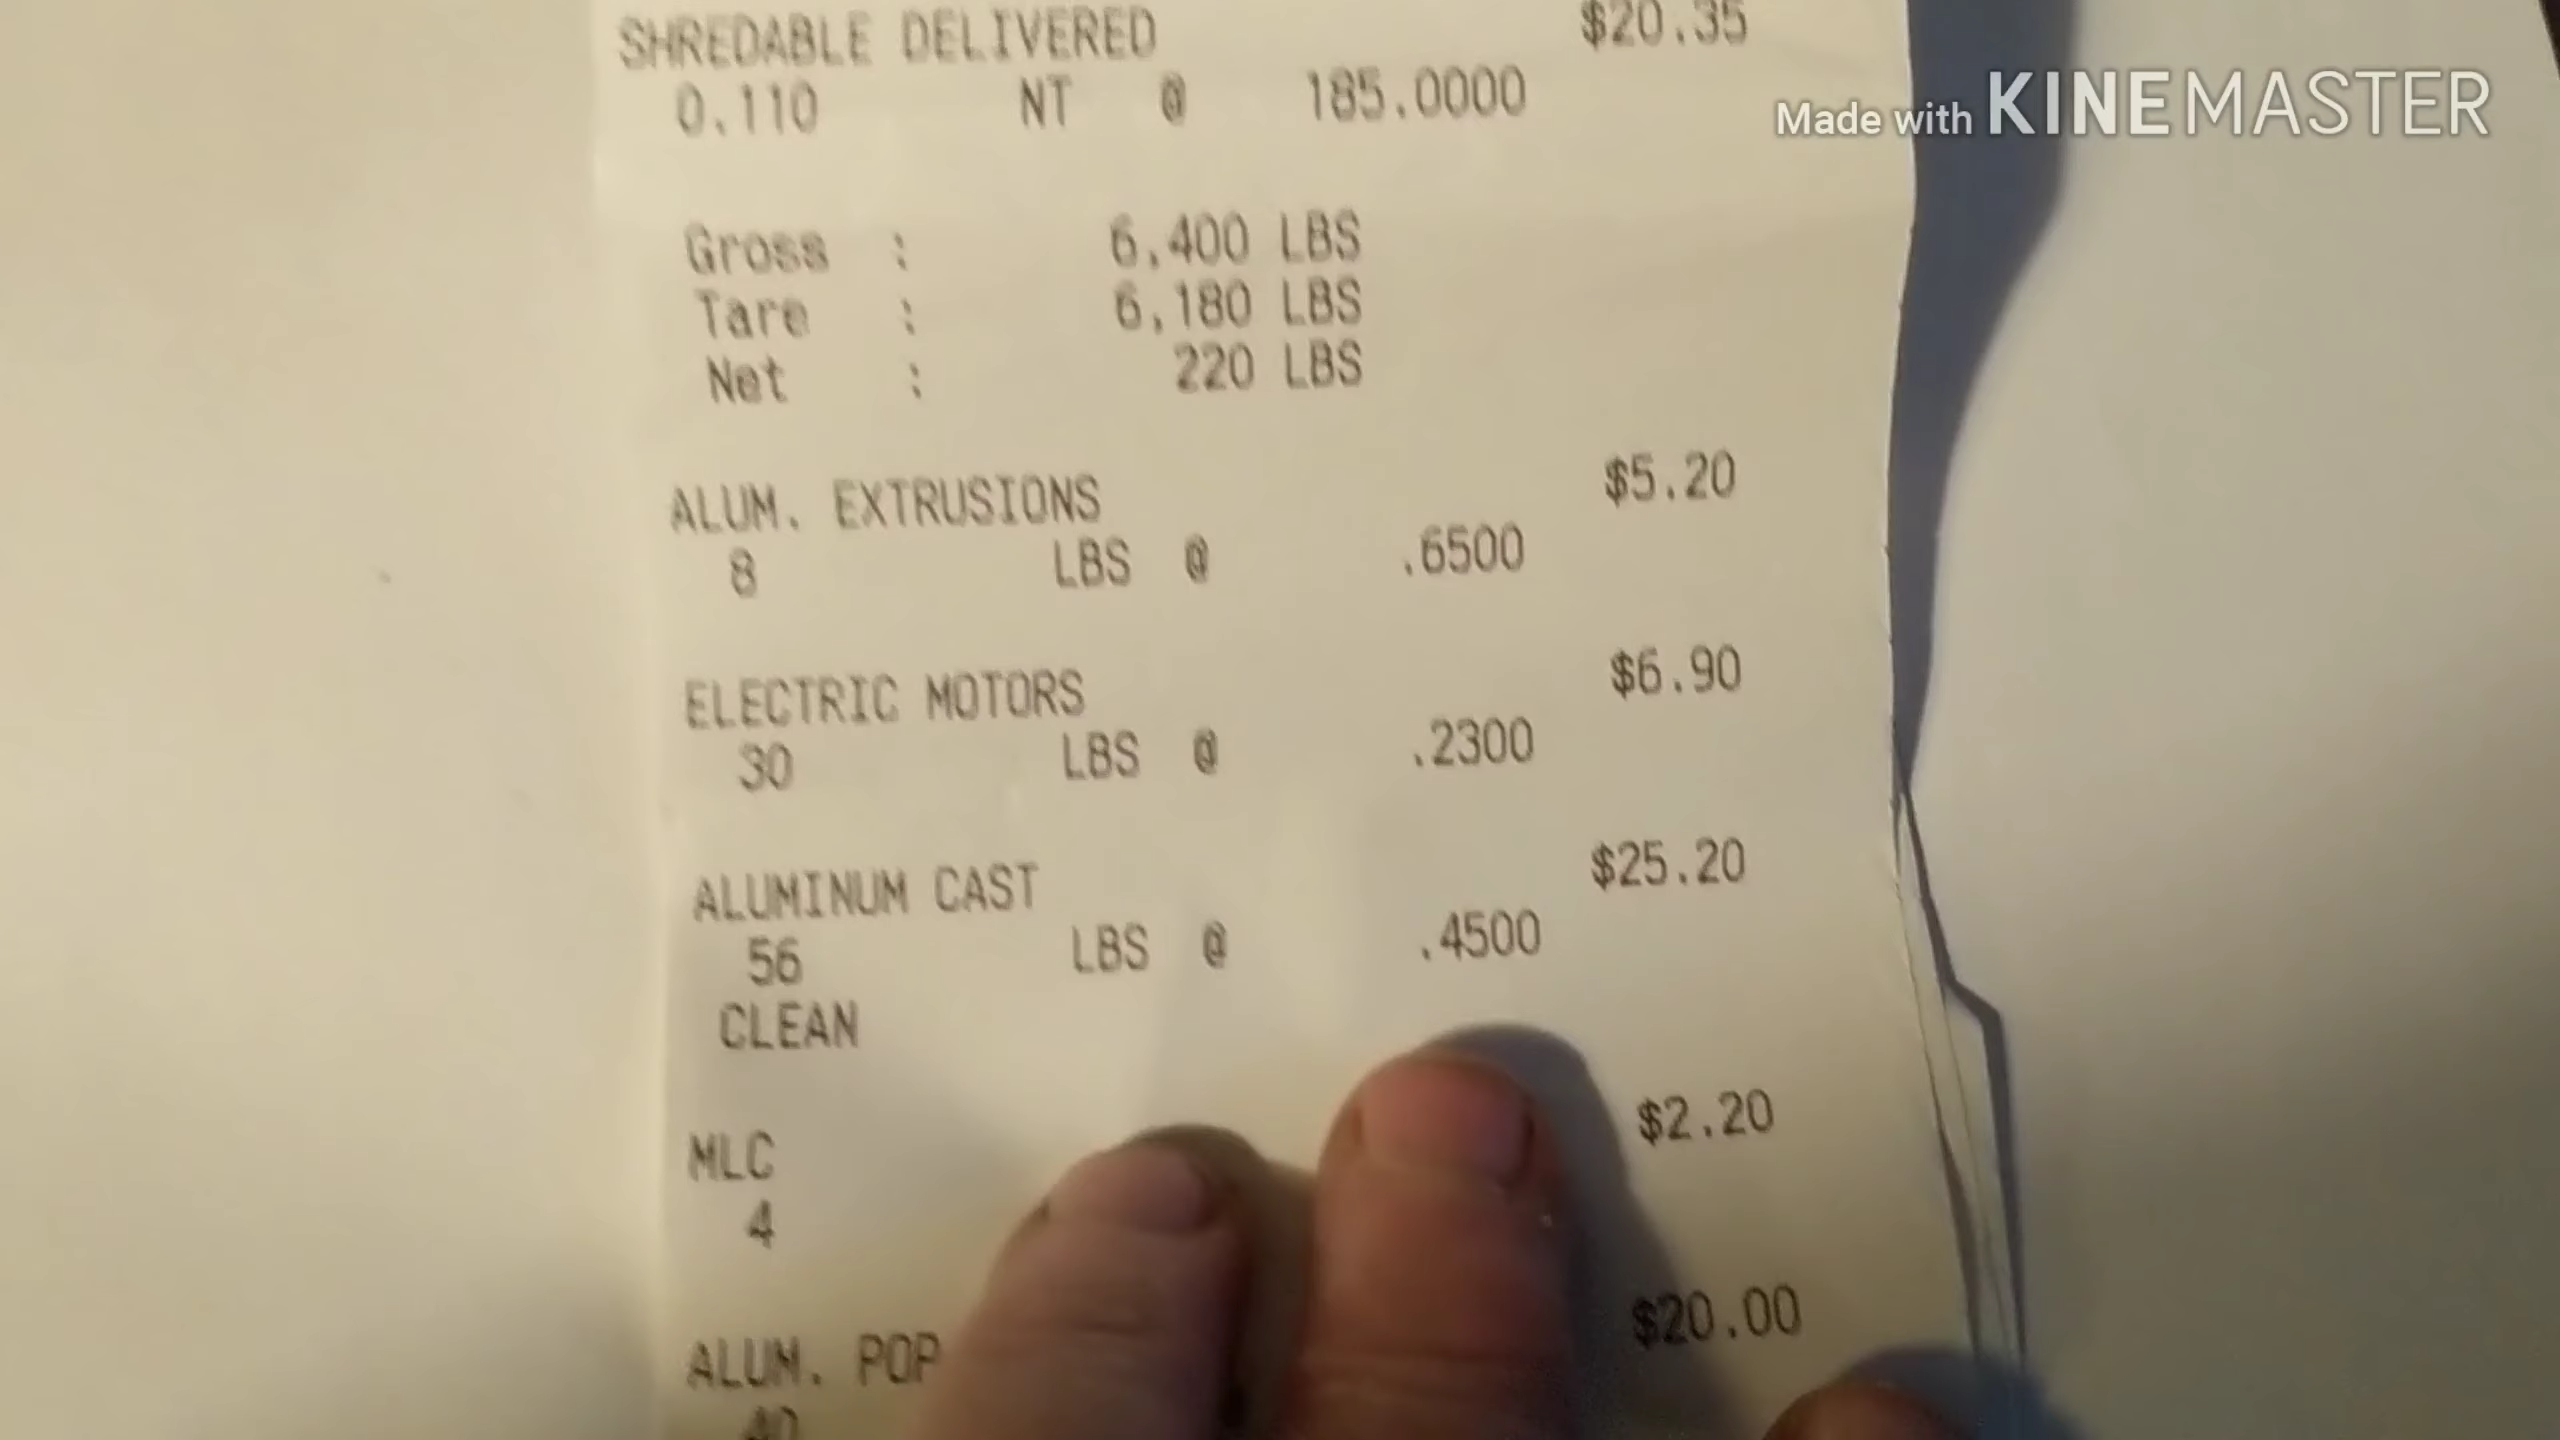 SHREDABLE DELIVERED $20.35
0.110 NT @ 185.0000
Made with KINEMASTER
Gross : 6,400 LBS
Tare : 6,180 LBS
Net : 220 LBS
ALUM. EXTRUSIONS $5.20
8 LBS @ .6500
ELECTRIC MOTORS $6.90
30 LBS @ .2300
ALUMINUM CAST $25.20
56 LBS @ .4500
CLEAN
MLC $2.20
4
ALUM. POP $20.00
40